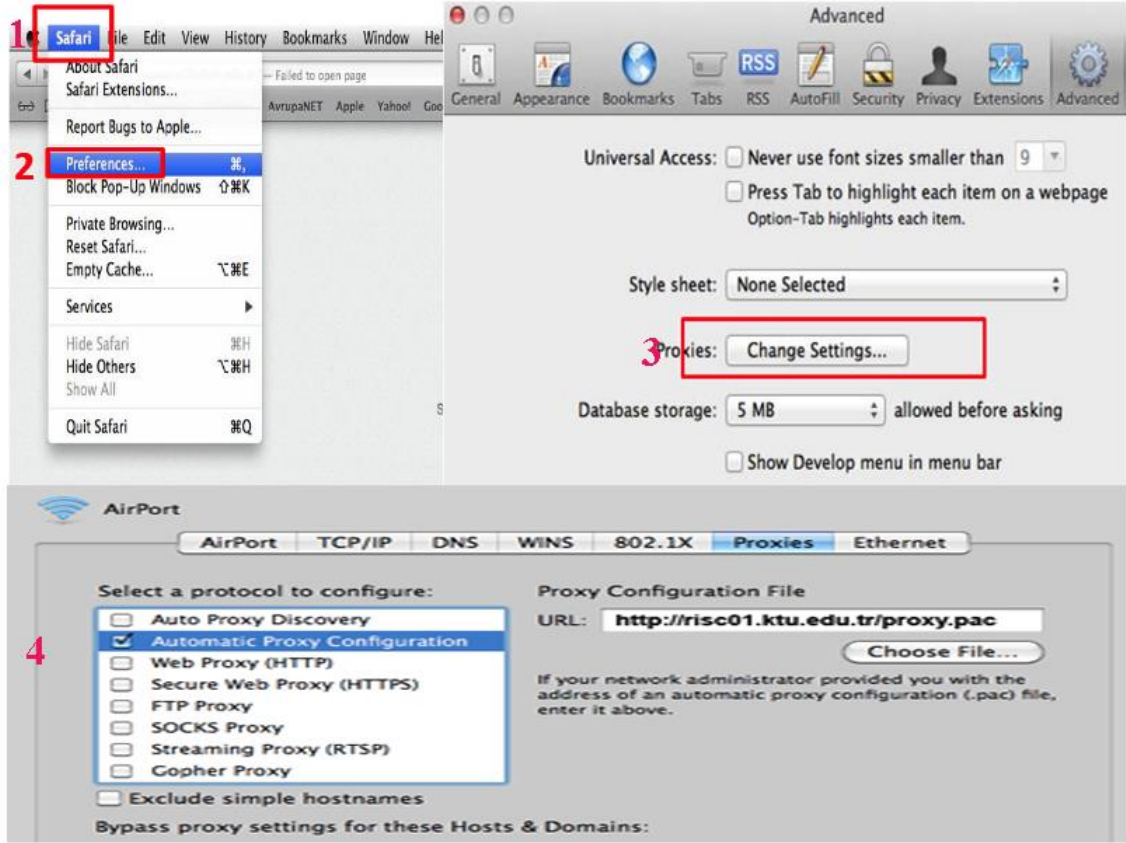 1
Safari File Edit View History Bookmarks Window Hel
About Safari
Safari Extensions...
Report Bugs to Apple...
2
Preferences... ⌘,
Block Pop-Up Windows ⇧⌘K
Private Browsing...
Reset Safari...
Empty Cache... ⌥⌘E
Services
Hide Safari ⌘H
Hide Others ⌥⌘H
Show All
Quit Safari ⌘Q
— Failed to open page
AvrupaNET Apple Yahoo! Goo
S
Advanced
General Appearance Bookmarks Tabs RSS AutoFill Security Privacy Extensions Advanced
RSS
Universal Access: Never use font sizes smaller than 9
Press Tab to highlight each item on a webpage
Option-Tab highlights each item.
Style sheet: None Selected
3
Proxies: Change Settings...
Database storage: 5 MB allowed before asking
Show Develop menu in menu bar
AirPort
AirPort TCP/IP DNS WINS 802.1X Proxies Ethernet
4
Select a protocol to configure:
Auto Proxy Discovery
Automatic Proxy Configuration
Web Proxy (HTTP)
Secure Web Proxy (HTTPS)
FTP Proxy
SOCKS Proxy
Streaming Proxy (RTSP)
Gopher Proxy
Exclude simple hostnames
Bypass proxy settings for these Hosts & Domains:
Proxy Configuration File
URL: http://risc01.ktu.edu.tr/proxy.pac
Choose File...
If your network administrator provided you with the
address of an automatic proxy configuration (.pac) file,
enter it above.